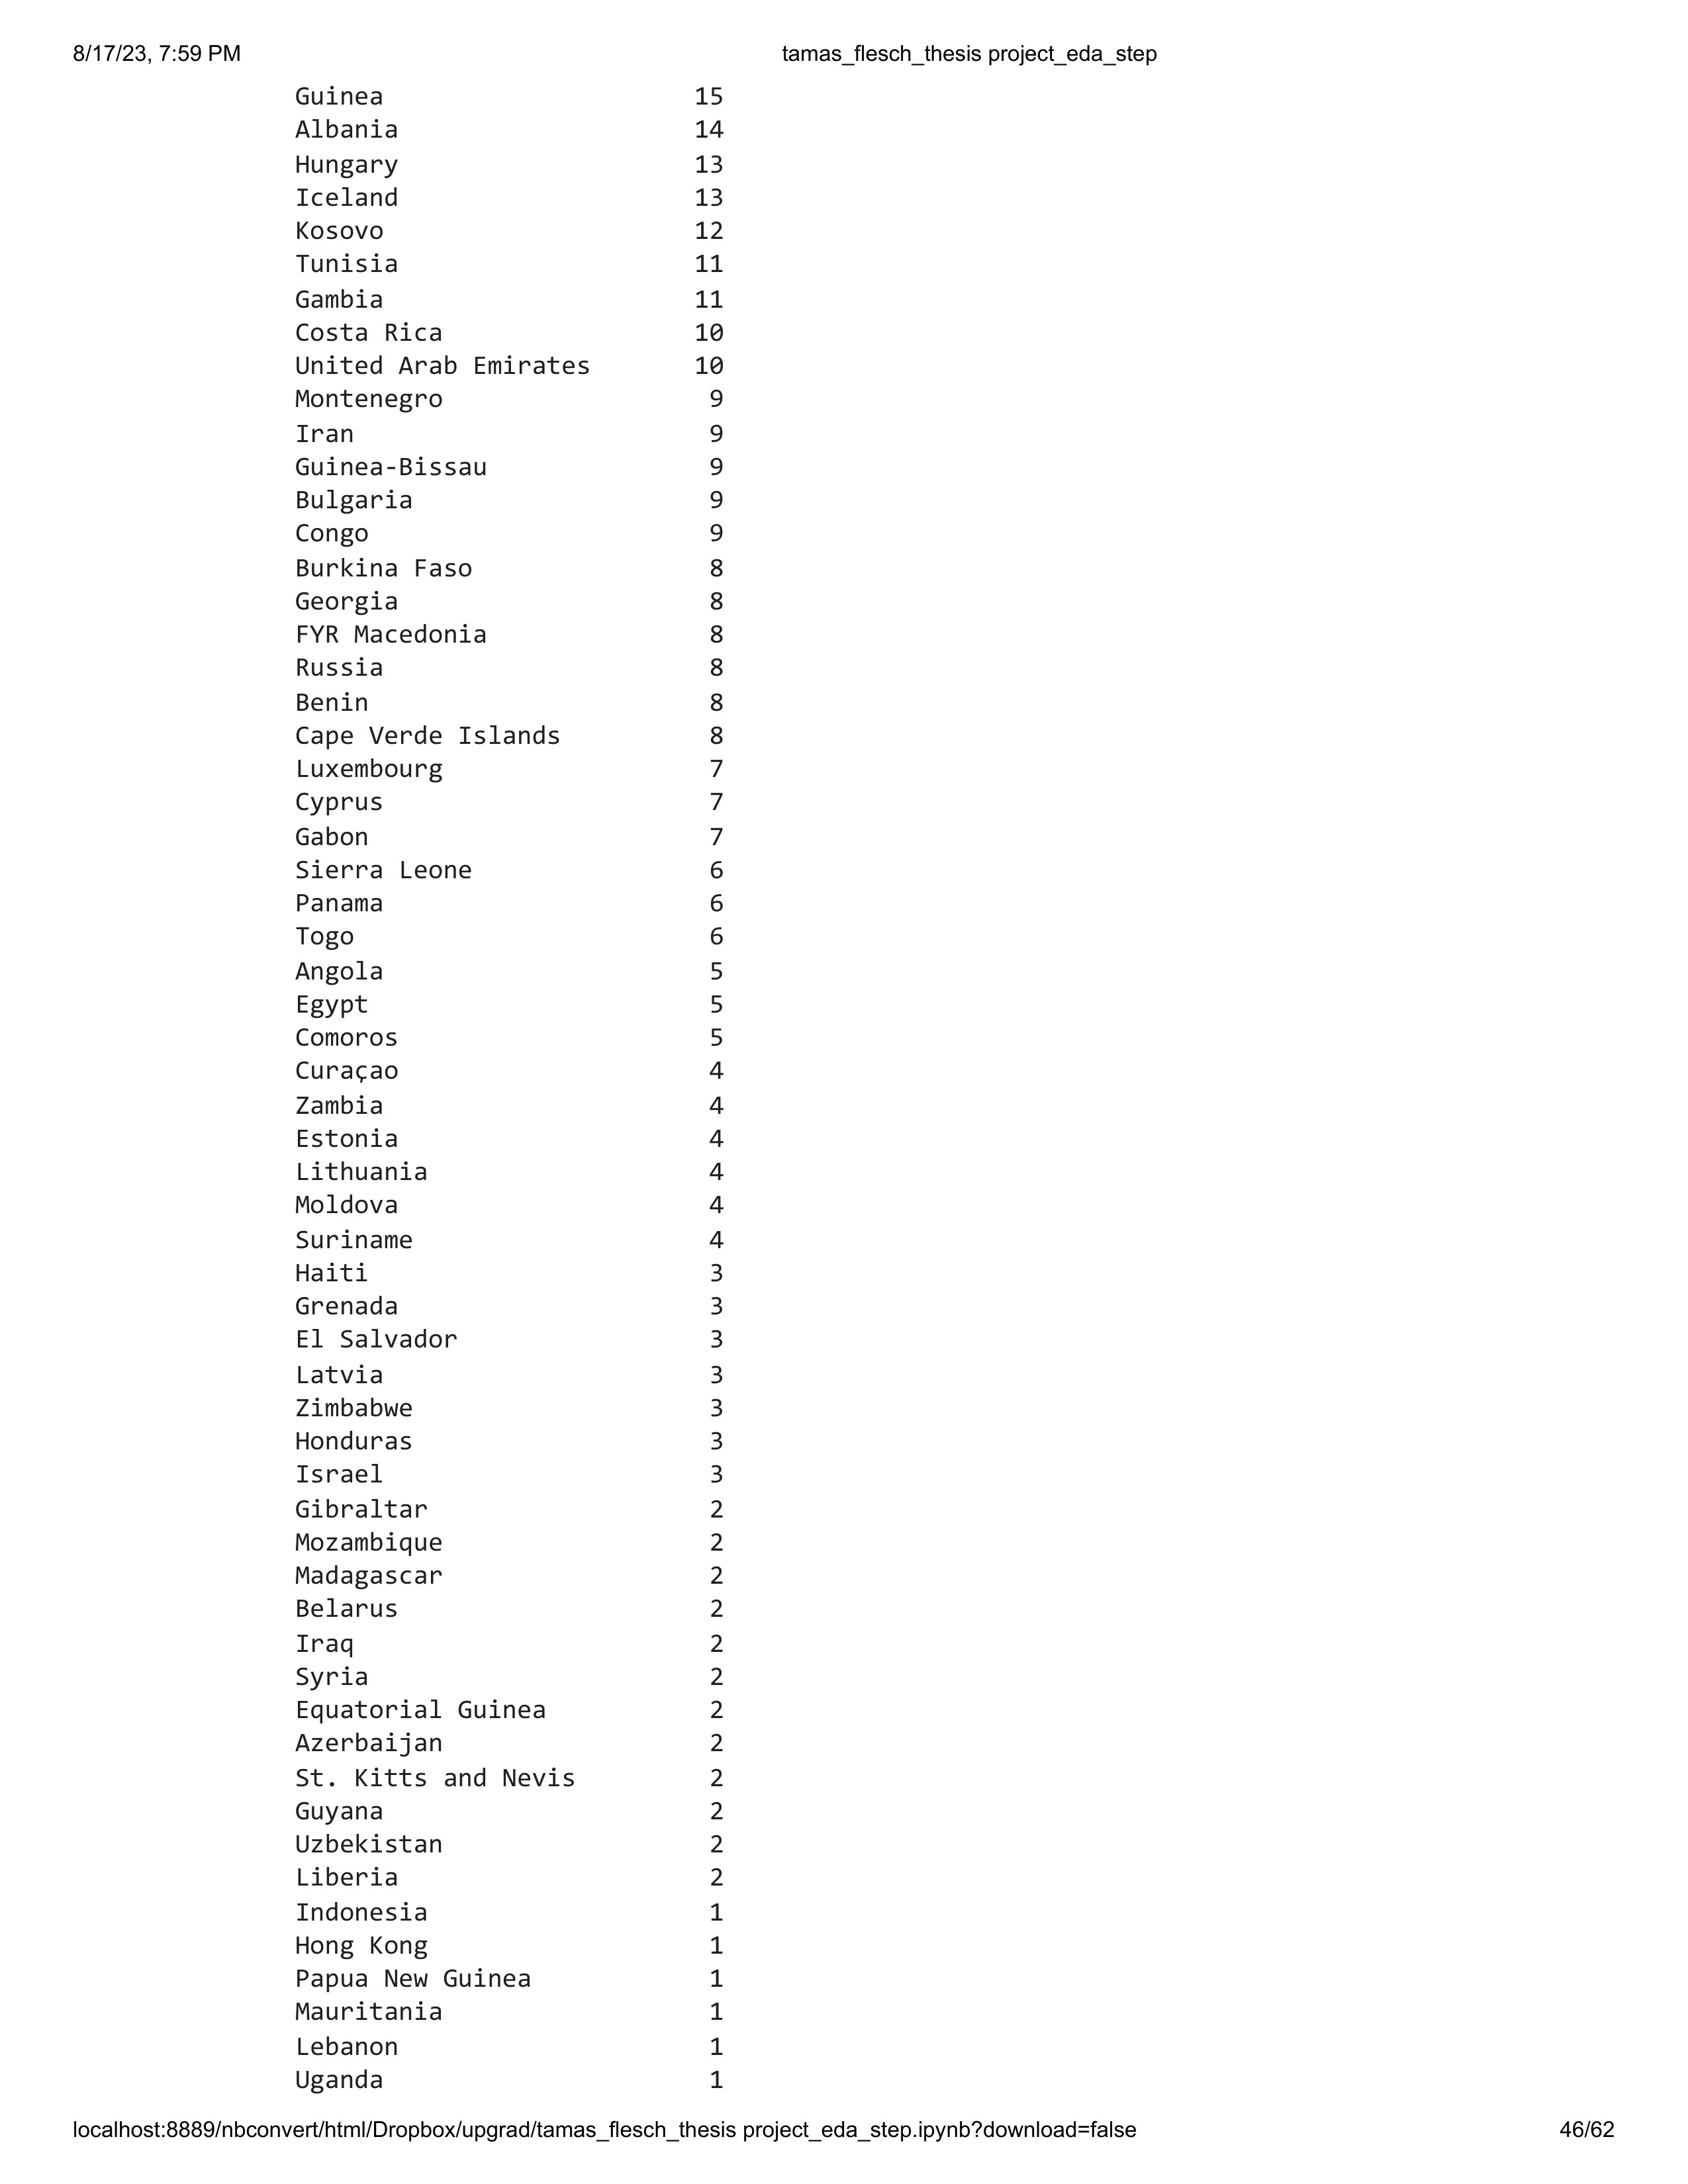 8/17/23, 7:59 PM tamas_flesch_thesis project_eda_step
Guinea 15
Albania 14
Hungary 13
Iceland 13
Kosovo 12
Tunisia 11
Gambia 11
Costa Rica 10
United Arab Emirates 10
Montenegro 9
Iran 9
Guinea-Bissau 9
Bulgaria 9
Congo 9
Burkina Faso 8
Georgia 8
FYR Macedonia 8
Russia 8
Benin 8
Cape Verde Islands 8
Luxembourg 7
Cyprus 7
Gabon 7
Sierra Leone 6
Panama 6
Togo 6
Angola 5
Egypt 5
Comoros 5
Curaçao 4
Zambia 4
Estonia 4
Lithuania 4
Moldova 4
Suriname 4
Haiti 3
Grenada 3
El Salvador 3
Latvia 3
Zimbabwe 3
Honduras 3
Israel 3
Gibraltar 2
Mozambique 2
Madagascar 2
Belarus 2
Iraq 2
Syria 2
Equatorial Guinea 2
Azerbaijan 2
St. Kitts and Nevis 2
Guyana 2
Uzbekistan 2
Liberia 2
Indonesia 1
Hong Kong 1
Papua New Guinea 1
Mauritania 1
Lebanon 1
Uganda 1
localhost:8889/nbconvert/html/Dropbox/upgrad/tamas_flesch_thesis project_eda_step.ipynb?download=false 46/62